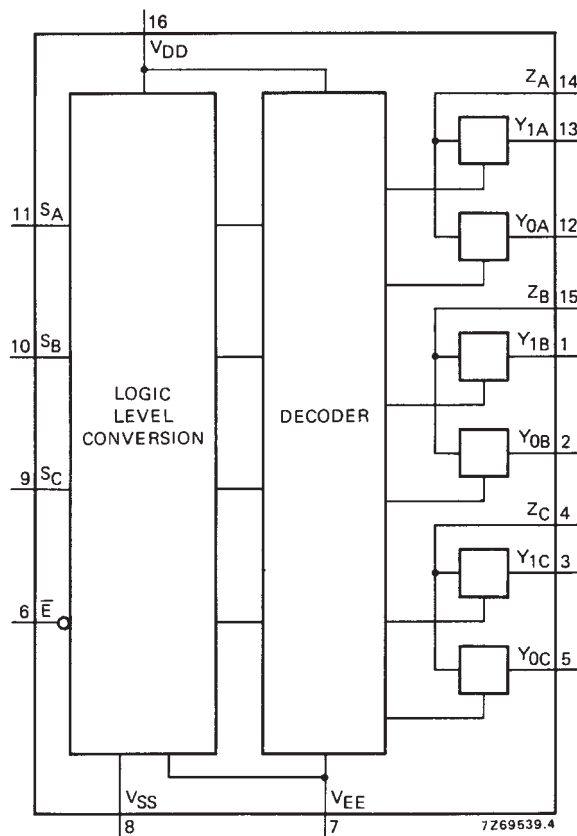 16
VDD
ZA 14
Y1A 13
11 SA
Y0A 12
ZB 15
10 SB
Y1B 1
LOGIC
LEVEL
CONVERSION
DECODER
Y0B 2
9 SC
ZC 4
Y1C 3
6 E̅
Y0C 5
VSS
VEE
8
7
7Z69539.4